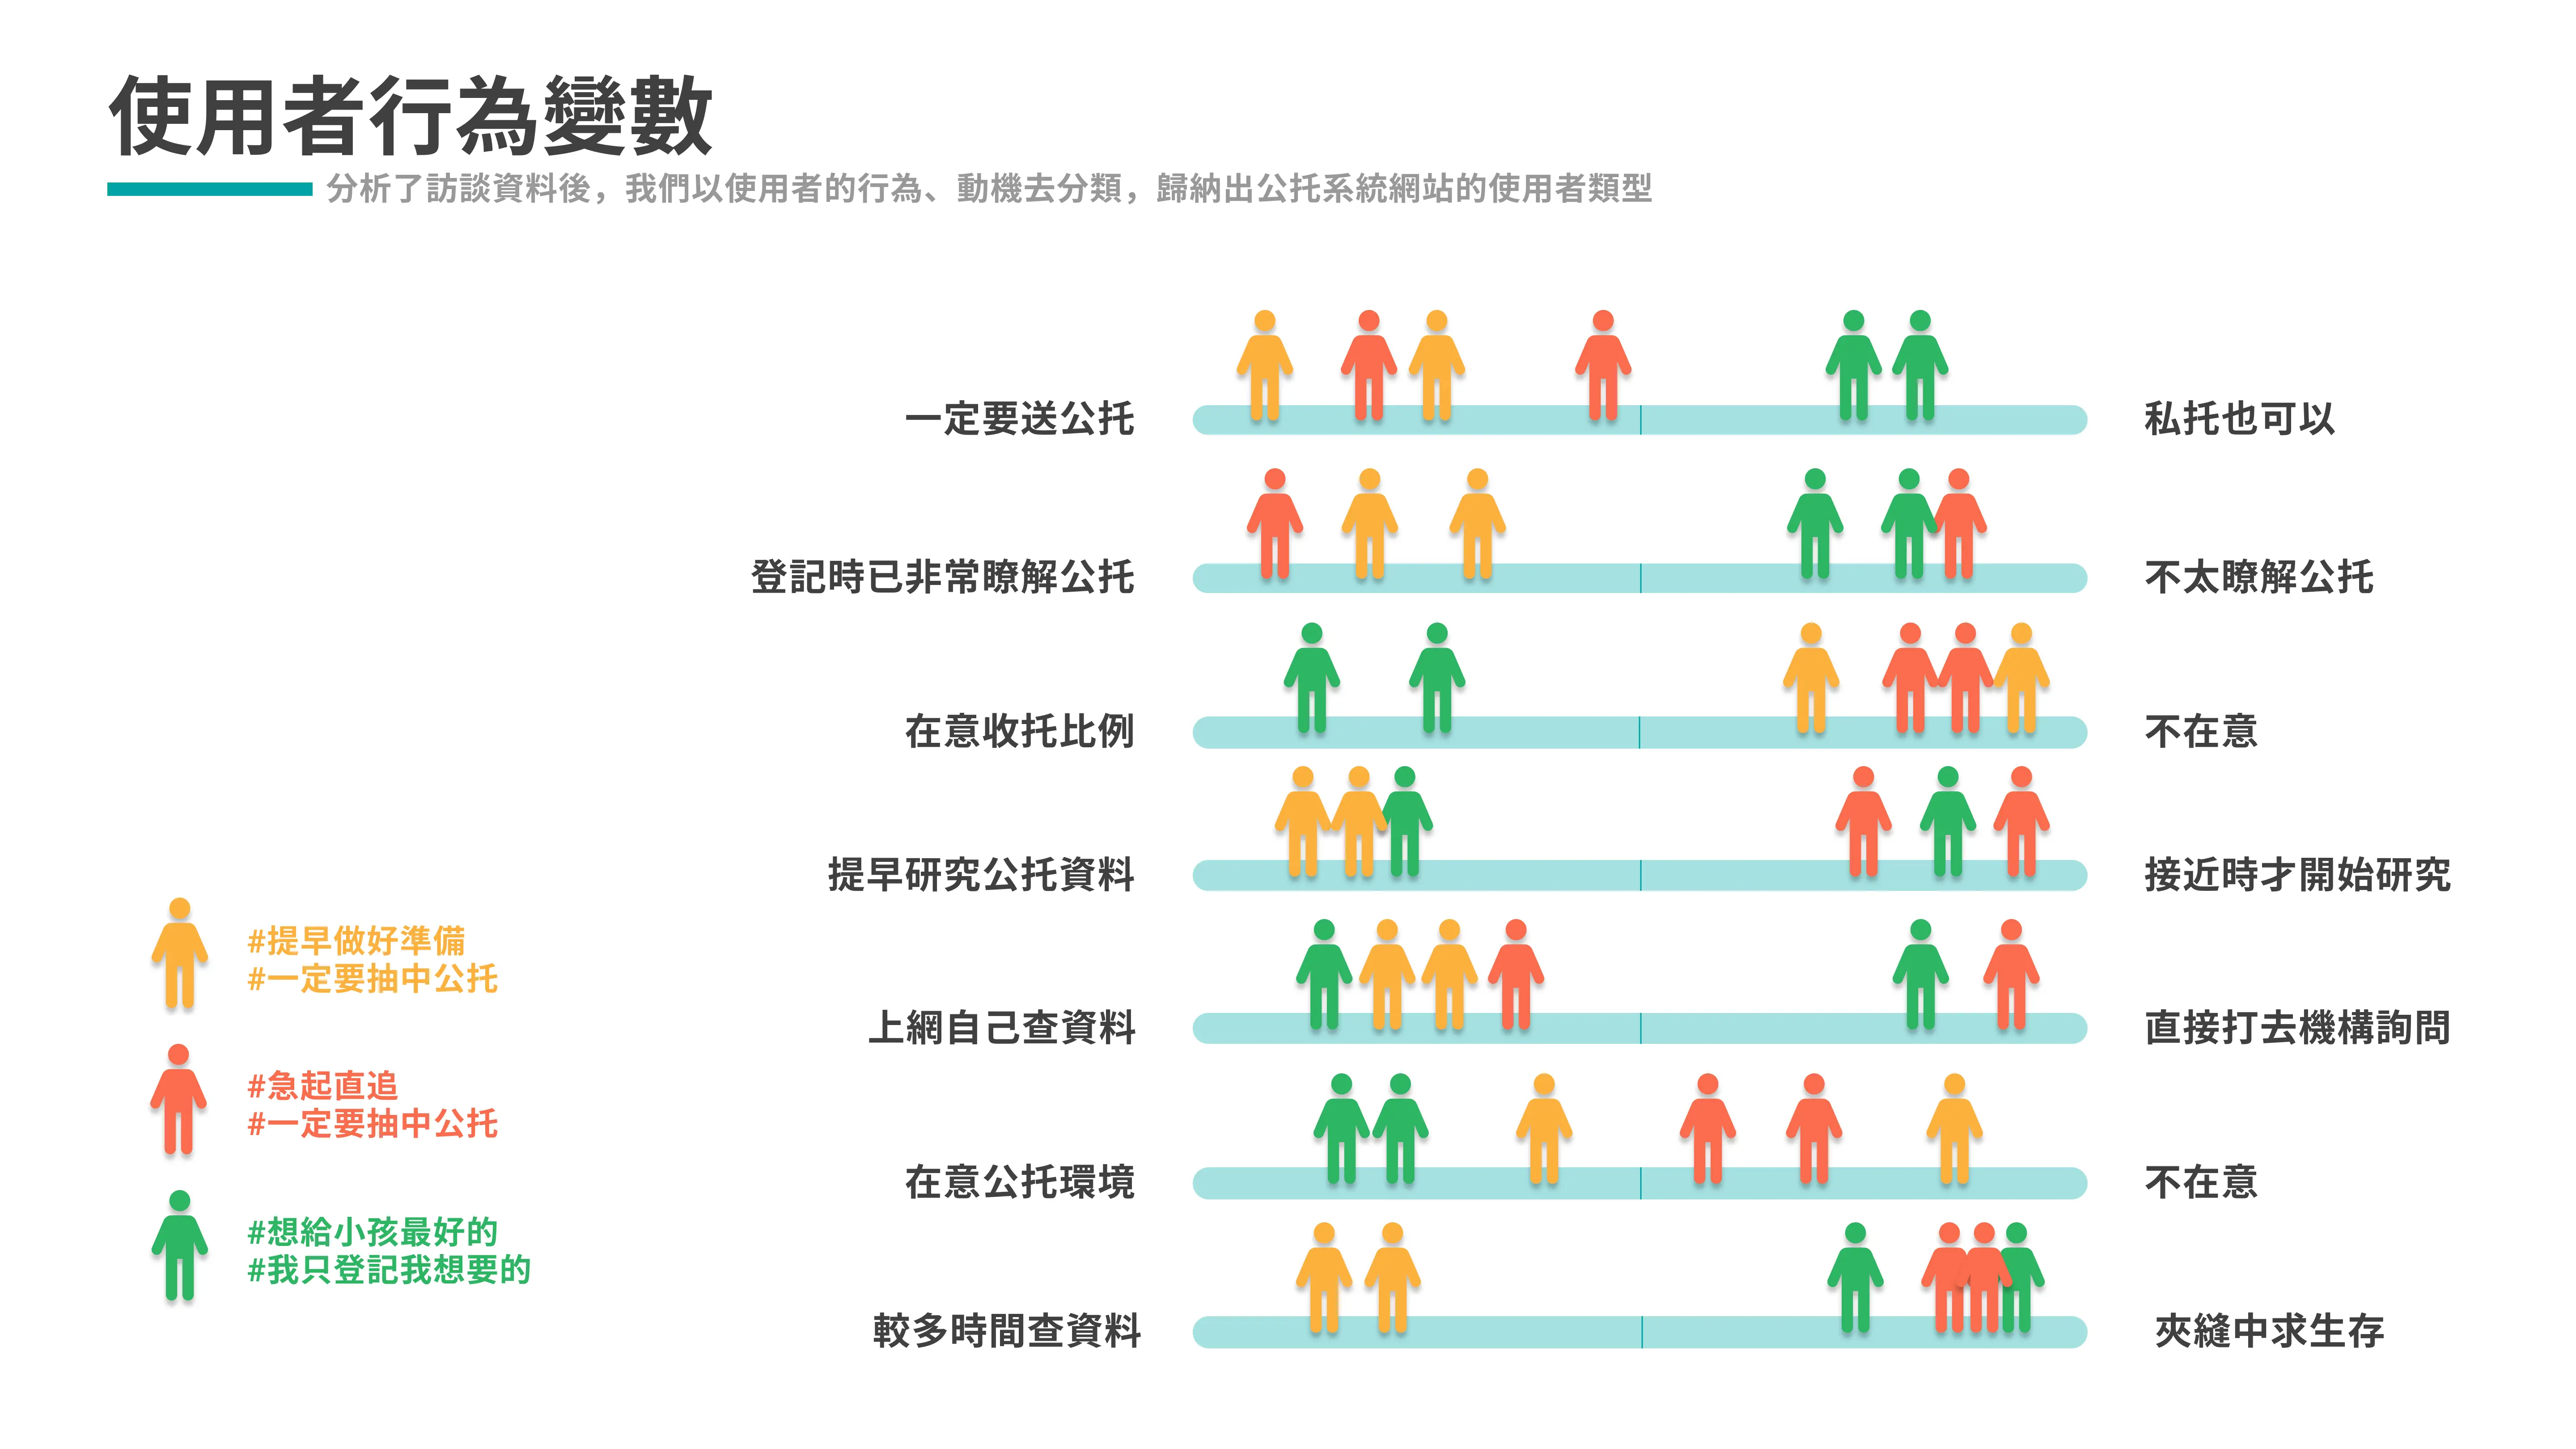 使用者行為變數
分析了訪談資料後，我們以使用者的行為、動機去分類，歸納出公托系統網站的使用者類型
一定要送公托
私托也可以
登記時已非常瞭解公托
不太瞭解公托
在意收托比例
不在意
提早研究公托資料
接近時才開始研究
上網自己查資料
直接打去機構詢問
在意公托環境
不在意
較多時間查資料
夾縫中求生存
#提早做好準備
#一定要抽中公托
#急起直追
#一定要抽中公托
#想給小孩最好的
#我只登記我想要的